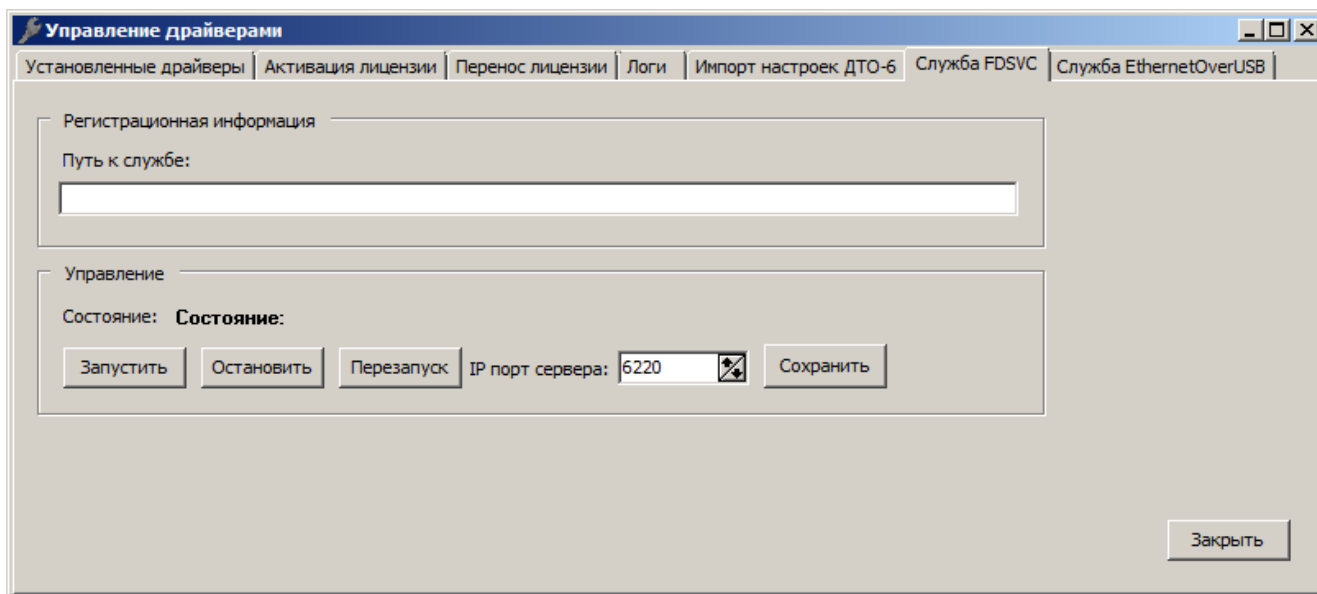 Управление драйверами
Установленные драйверы Активация лицензии Перенос лицензии Логи Импорт настроек ДТО-6 Служба FDSVC Служба EthernetOverUSB
Регистрационная информация
Путь к службе:
Управление
Состояние: Состояние:
Запустить Остановить Перезапуск IP порт сервера: 6220 Сохранить
Закрыть